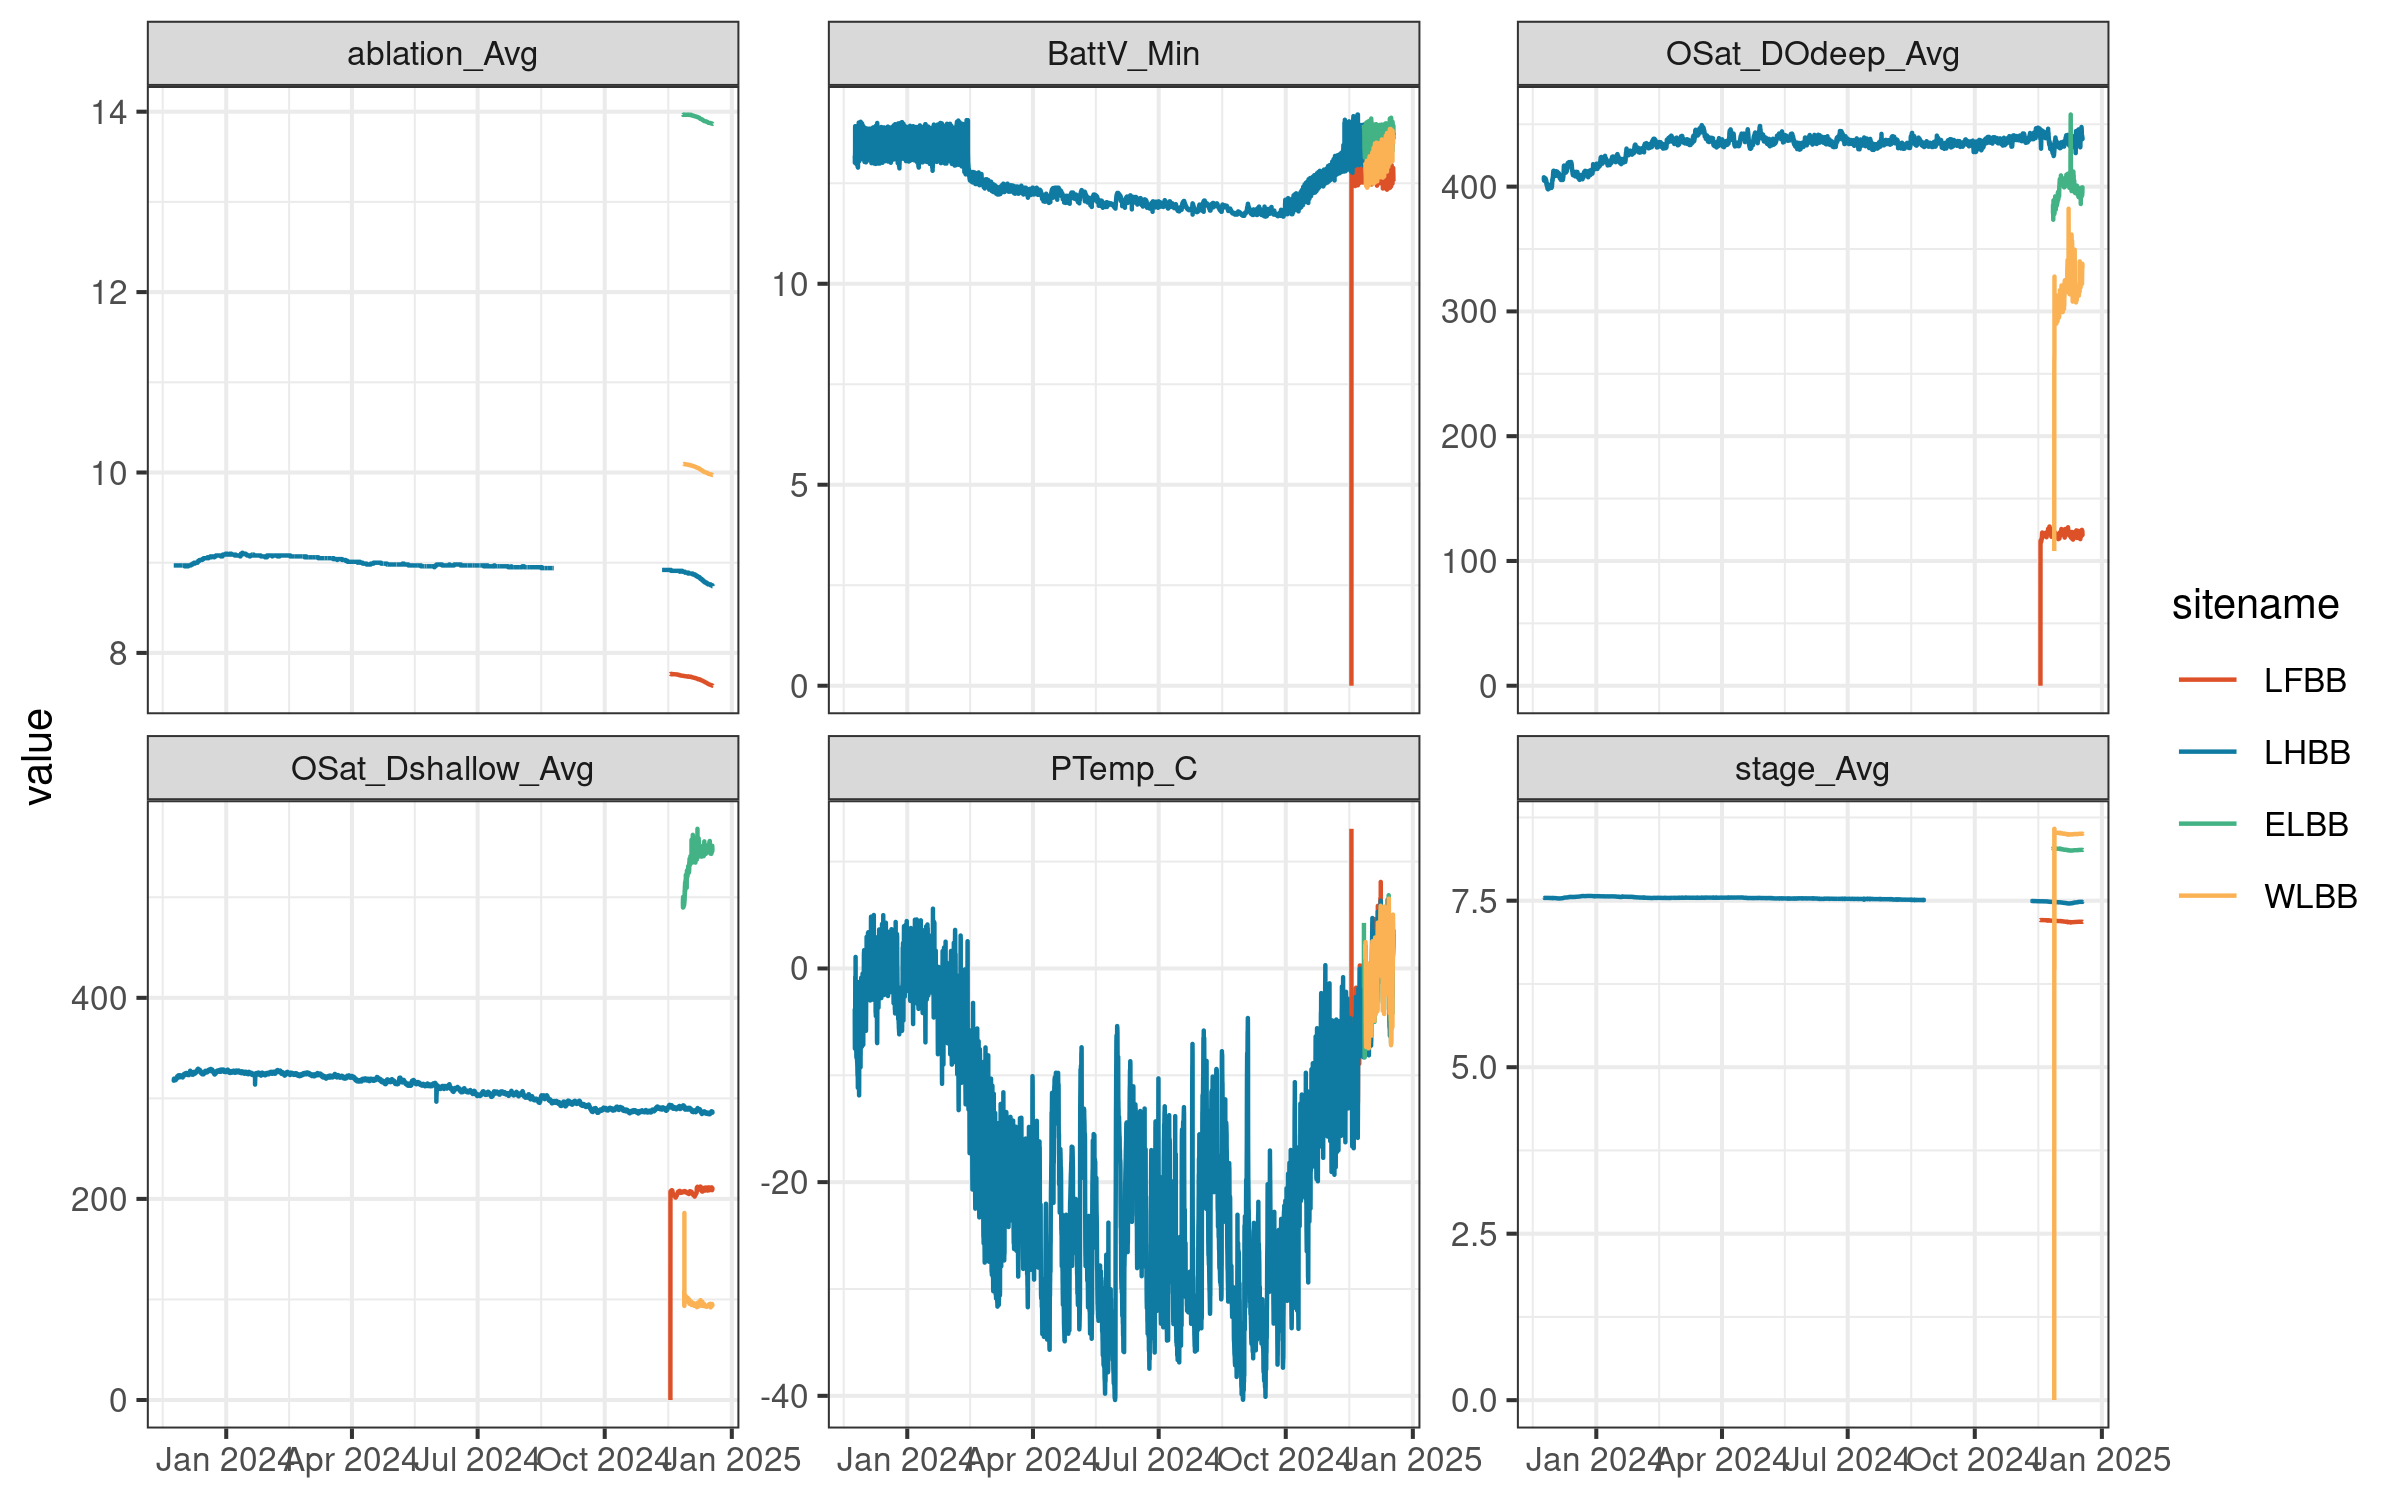 ablation_Avg
BattV_Min
OSat_DOdeep_Avg
14
12
10
8
10
5
0
400
300
200
100
0
value
OSat_Dshallow_Avg
PTemp_C
stage_Avg
400
200
0
0
-20
-40
7.5
5.0
2.5
0.0
Jan 2024 Apr 2024 Jul 2024 Oct 2024 Jan 2025
Jan 2024 Apr 2024 Jul 2024 Oct 2024 Jan 2025
Jan 2024 Apr 2024 Jul 2024 Oct 2024 Jan 2025
sitename
LFBB
LHBB
ELBB
WLBB